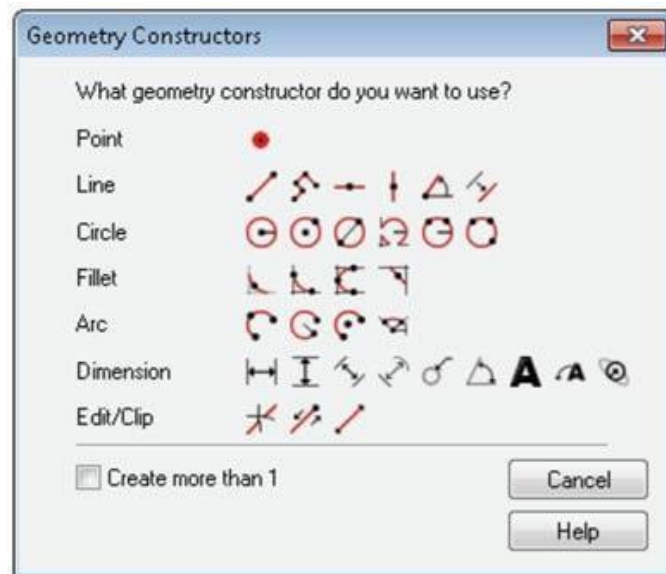 Geometry Constructors
What geometry constructor do you want to use?
Point
Line
Circle
Fillet
Arc
Dimension A A
Edit/Clip
Create more than 1
Cancel
Help